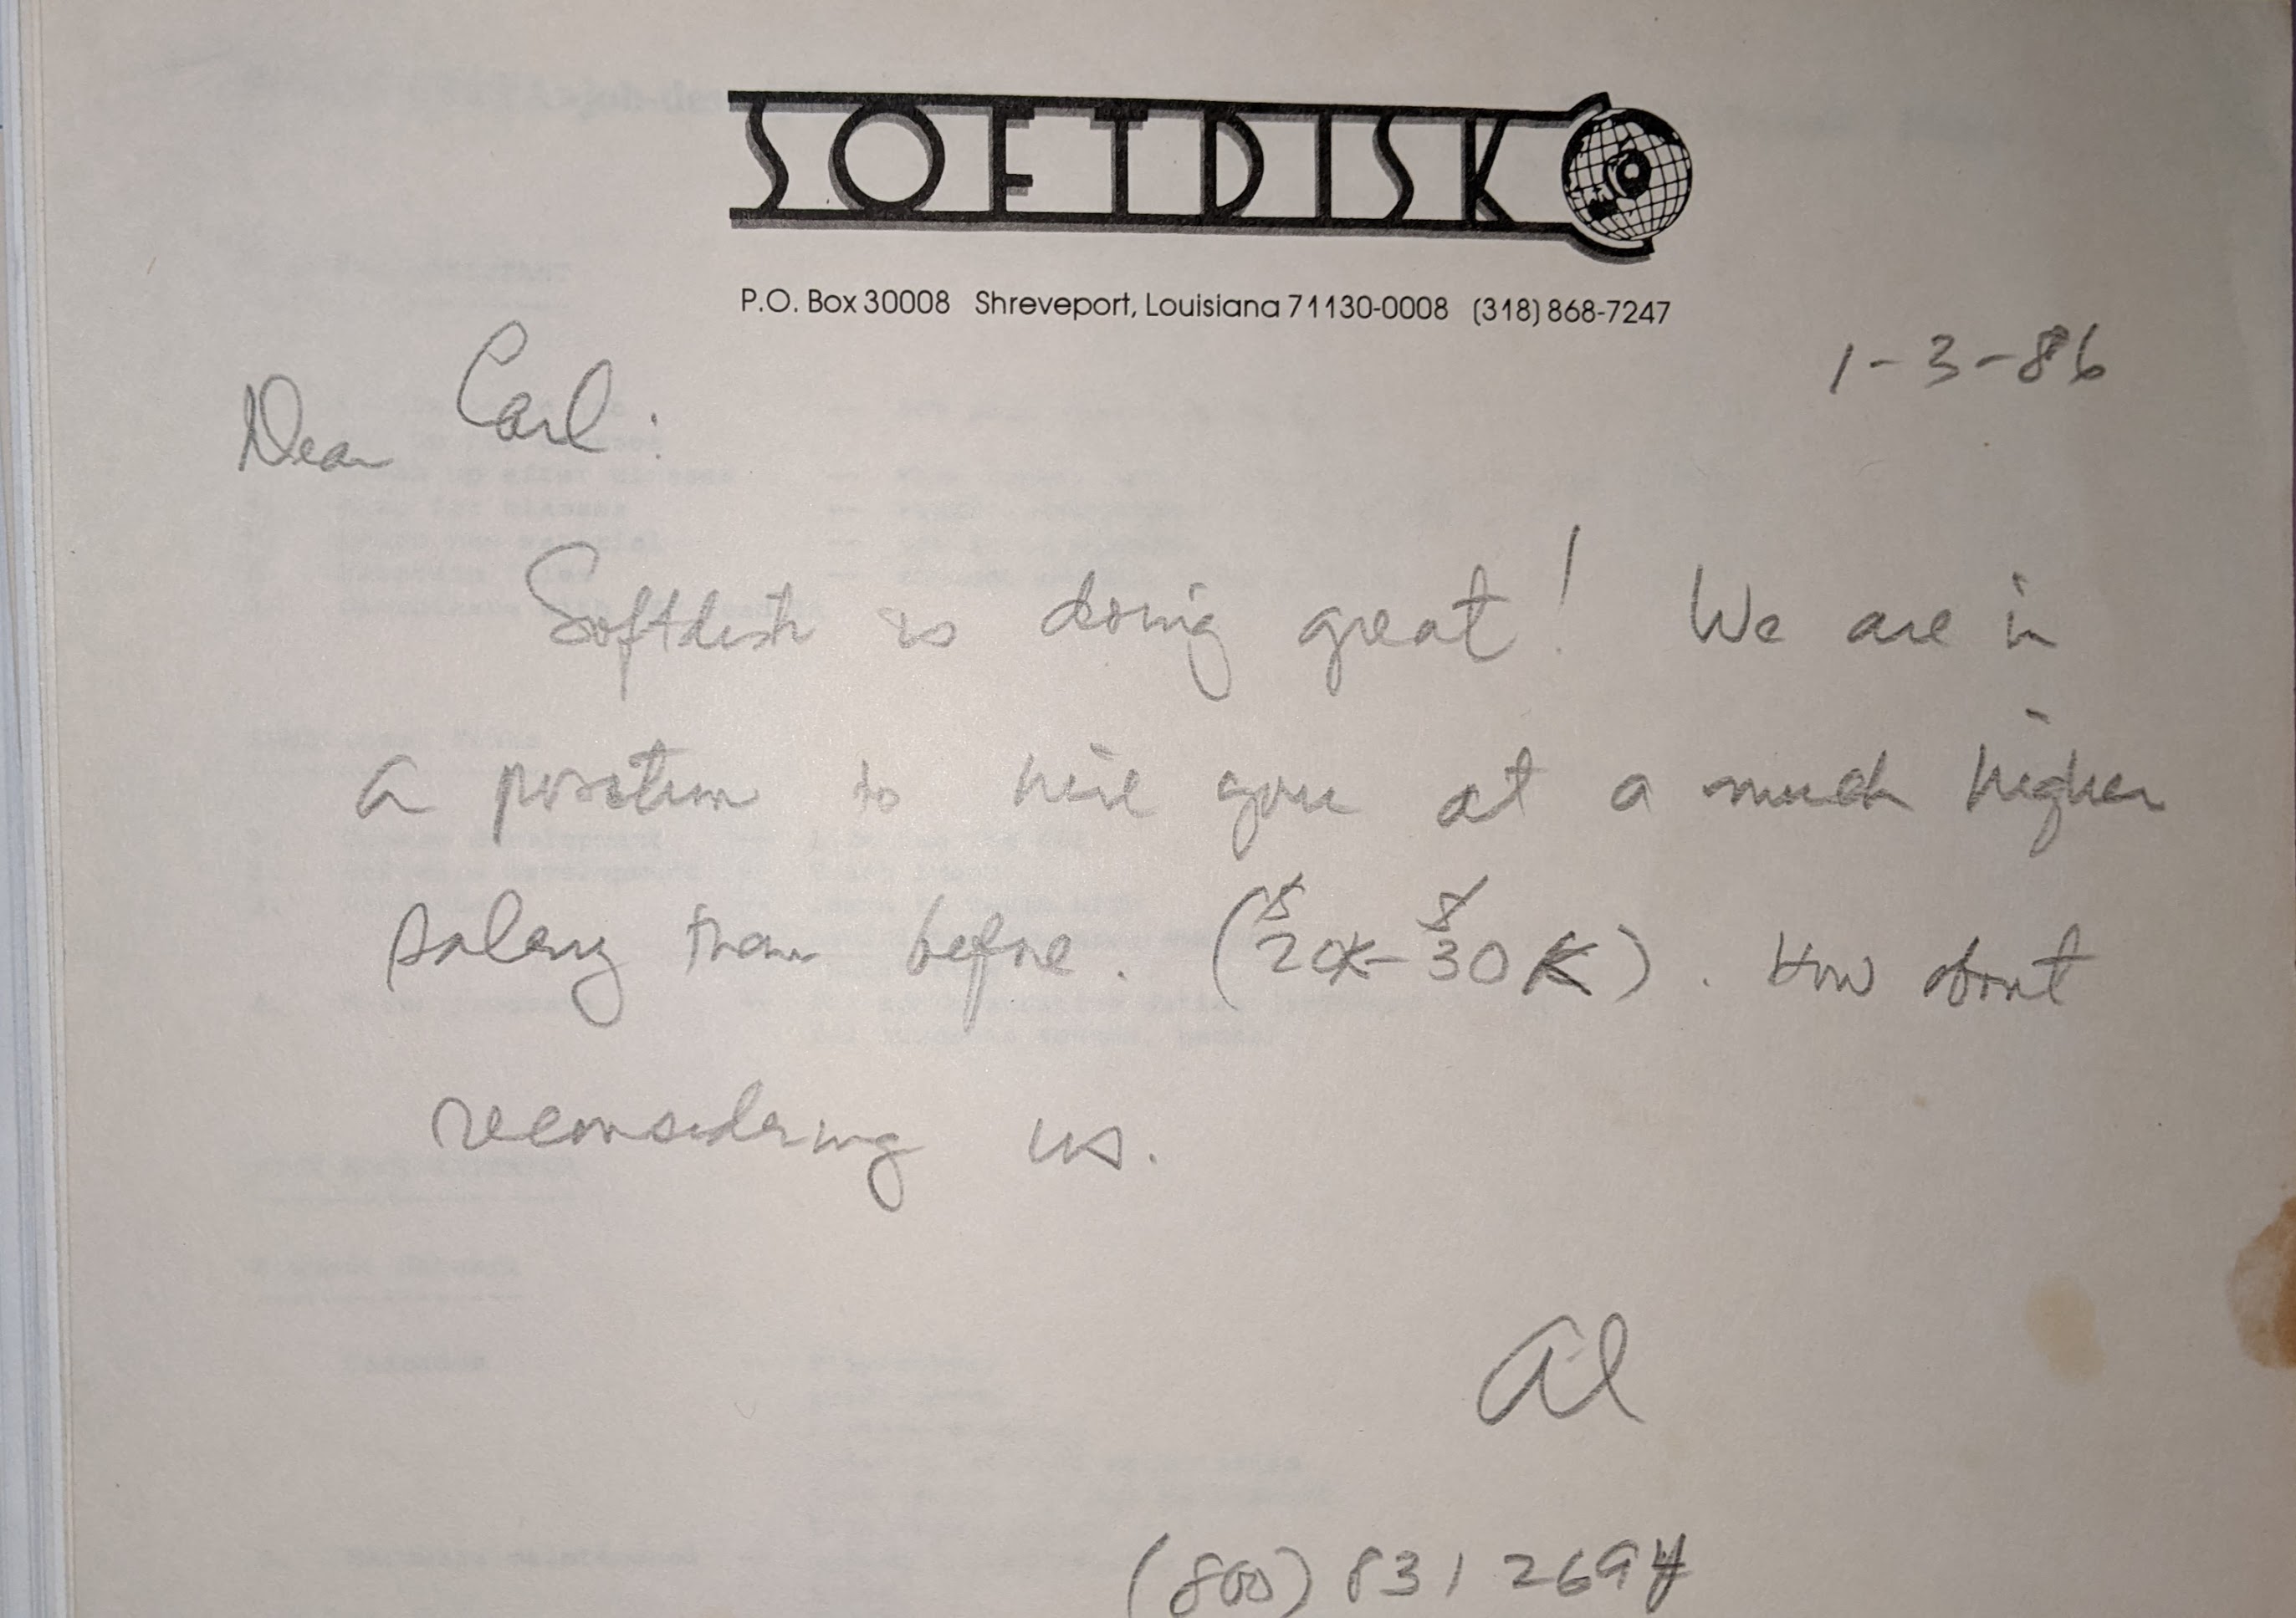 SOFTDISK
P.O. Box 30008 Shreveport, Louisiana 71130-0008 (318) 868-7247
1-3-86
Dear Carl:
Softdisk is doing great! We are in
a position to hire you at a much higher
salary than before. ($20K-$30K). How about
reconsidering us.
Al
(800) 831 2694